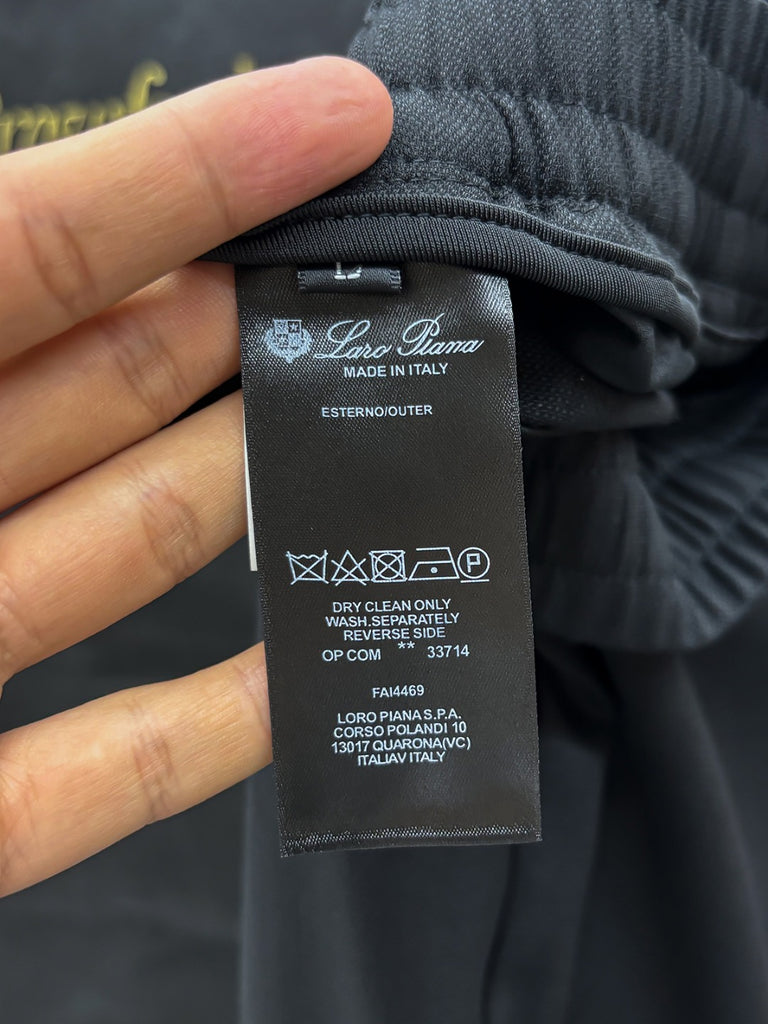 L
Laro Piana
MADE IN ITALY
ESTERNO/OUTER
P
DRY CLEAN ONLY
WASH.SEPARATELY
REVERSE SIDE
OP COM ** 33714
FAI4469
LORO PIANA S.P.A.
CORSO POLANDI 10
13017 QUARONA(VC)
ITALIAV ITALY